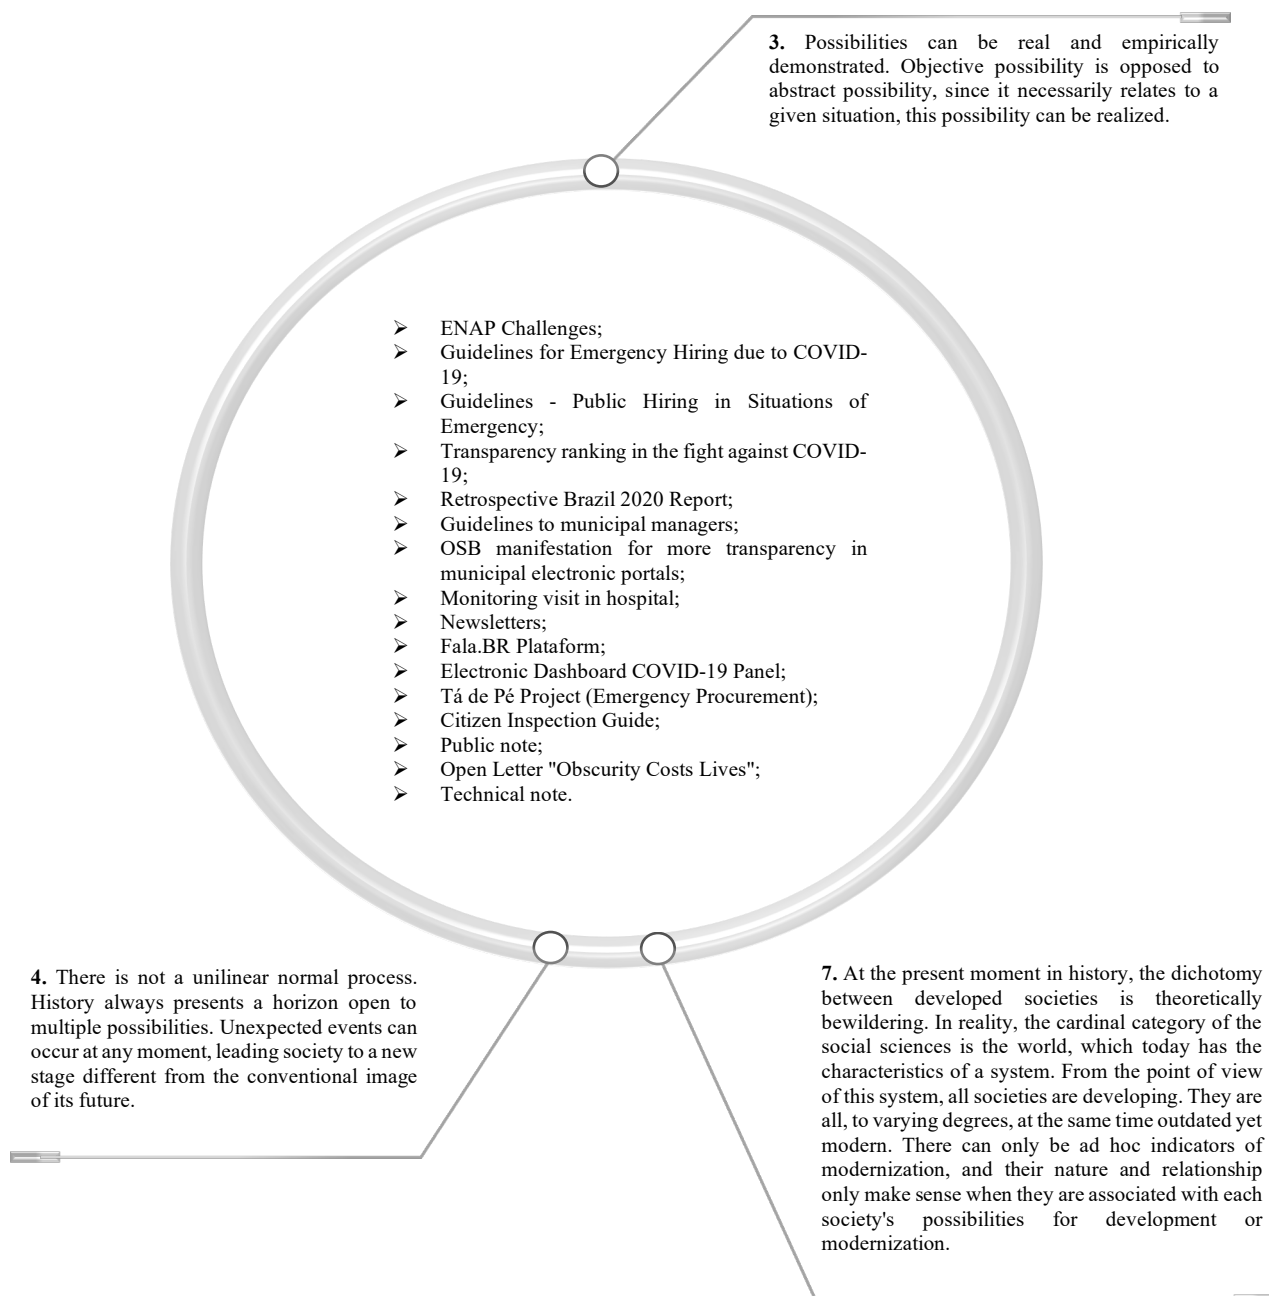 3. Possibilities can be real and empirically
demonstrated. Objective possibility is opposed to
abstract possibility, since it necessarily relates to a
given situation, this possibility can be realized.
➢ ENAP Challenges;
➢ Guidelines for Emergency Hiring due to COVID-
19;
➢ Guidelines - Public Hiring in Situations of
Emergency;
➢ Transparency ranking in the fight against COVID-
19;
➢ Retrospective Brazil 2020 Report;
➢ Guidelines to municipal managers;
➢ OSB manifestation for more transparency in
municipal electronic portals;
➢ Monitoring visit in hospital;
➢ Newsletters;
➢ Fala.BR Plataform;
➢ Electronic Dashboard COVID-19 Panel;
➢ Tá de Pé Project (Emergency Procurement);
➢ Citizen Inspection Guide;
➢ Public note;
➢ Open Letter "Obscurity Costs Lives";
➢ Technical note.
4. There is not a unilinear normal process.
History always presents a horizon open to
multiple possibilities. Unexpected events can
occur at any moment, leading society to a new
stage different from the conventional image
of its future.
7. At the present moment in history, the dichotomy
between developed societies is theoretically
bewildering. In reality, the cardinal category of the
social sciences is the world, which today has the
characteristics of a system. From the point of view
of this system, all societies are developing. They are
all, to varying degrees, at the same time outdated yet
modern. There can only be ad hoc indicators of
modernization, and their nature and relationship
only make sense when they are associated with each
society's possibilities for development or
modernization.